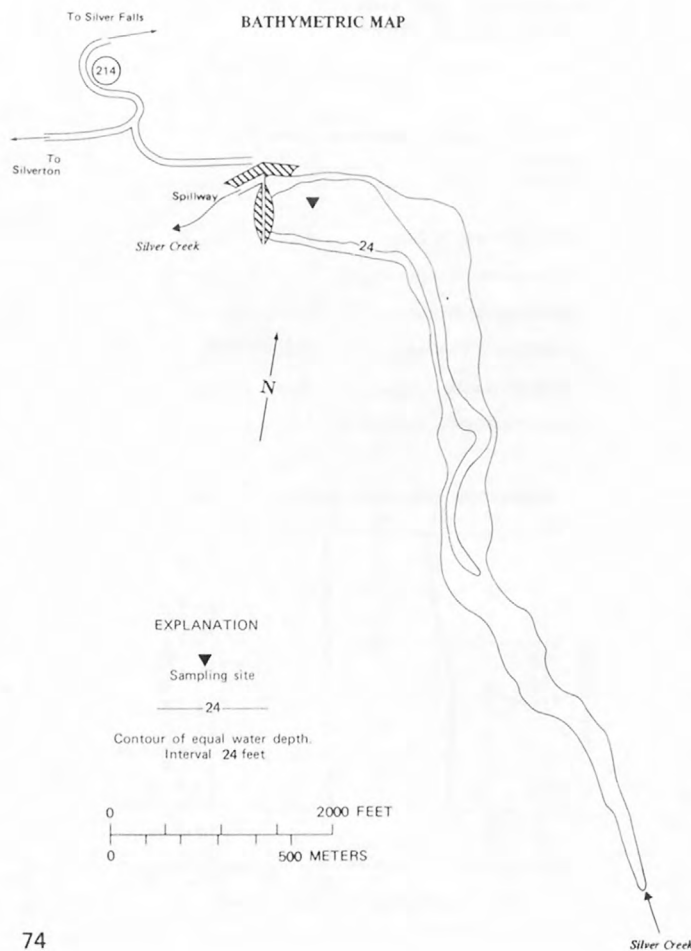 To Silver Falls
BATHYMETRIC MAP
214
To
Silverton
Spillway
Silver Creek
24
N
EXPLANATION
Sampling site
24
Contour of equal water depth.
Interval 24 feet
0 2000 FEET
0 500 METERS
74
Silver Creek